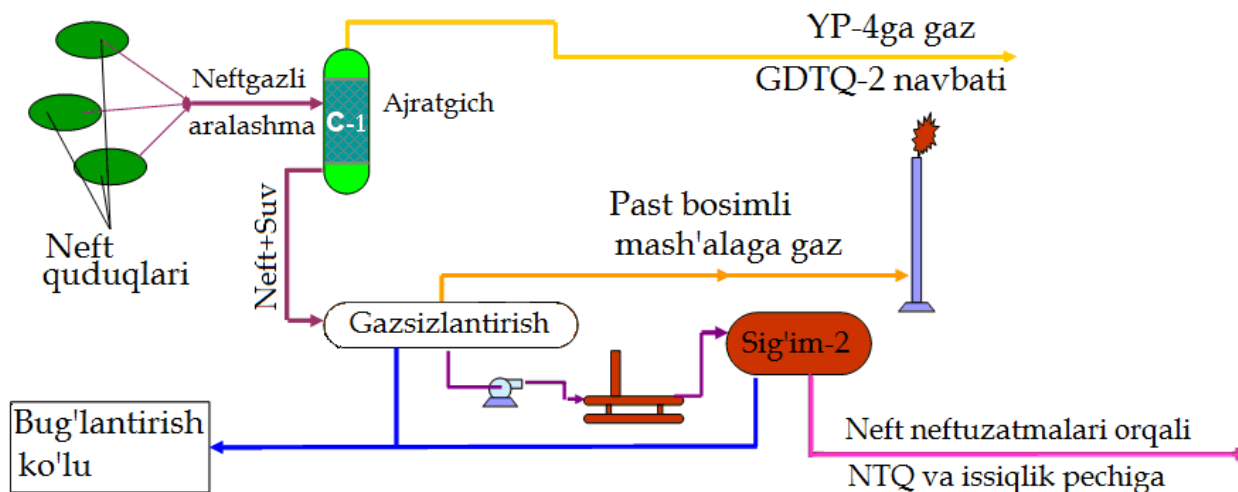 YP-4ga gaz
GDTQ-2 navbati
Neftgazli
aralashma
C-1
Ajratgich
Neft
quduqlari
Neft+Suv
Past bosimli
mash'alaga gaz
Gazsizlantirish
Sig'im-2
Bug'lantirish
ko'lu
Neft neftuzatmalari orqali
NTQ va issiqlik pechiga